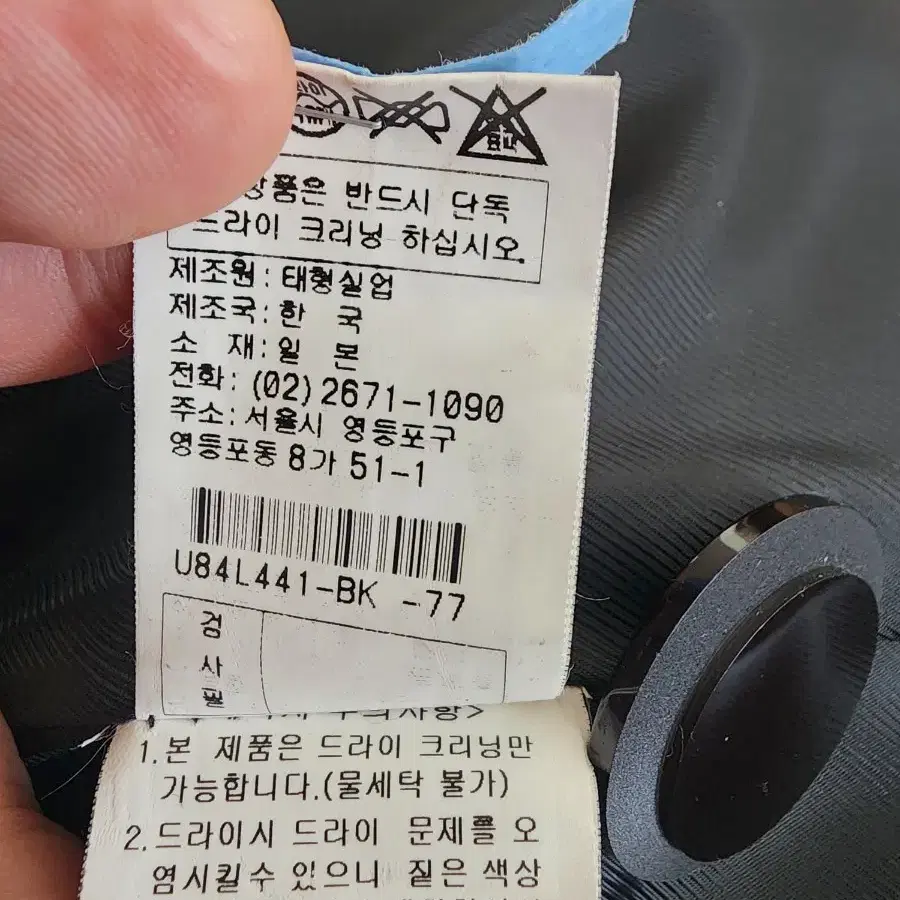 상품은 반드시 단독
드라이 크리닝 하십시오.
제조원: 태형실업
제조국: 한 국
소 재: 일 본
전화: (02)2671-1090
주소: 서울시 영등포구
영등포동 8가 51-1
U84L441-BK -77
검
사
필
주의사항>
1.본 제품은 드라이 크리닝만
가능합니다.(물세탁 불가)
2.드라이시 드라이 문제를 오
염시킬수 있으니 짙은 색상